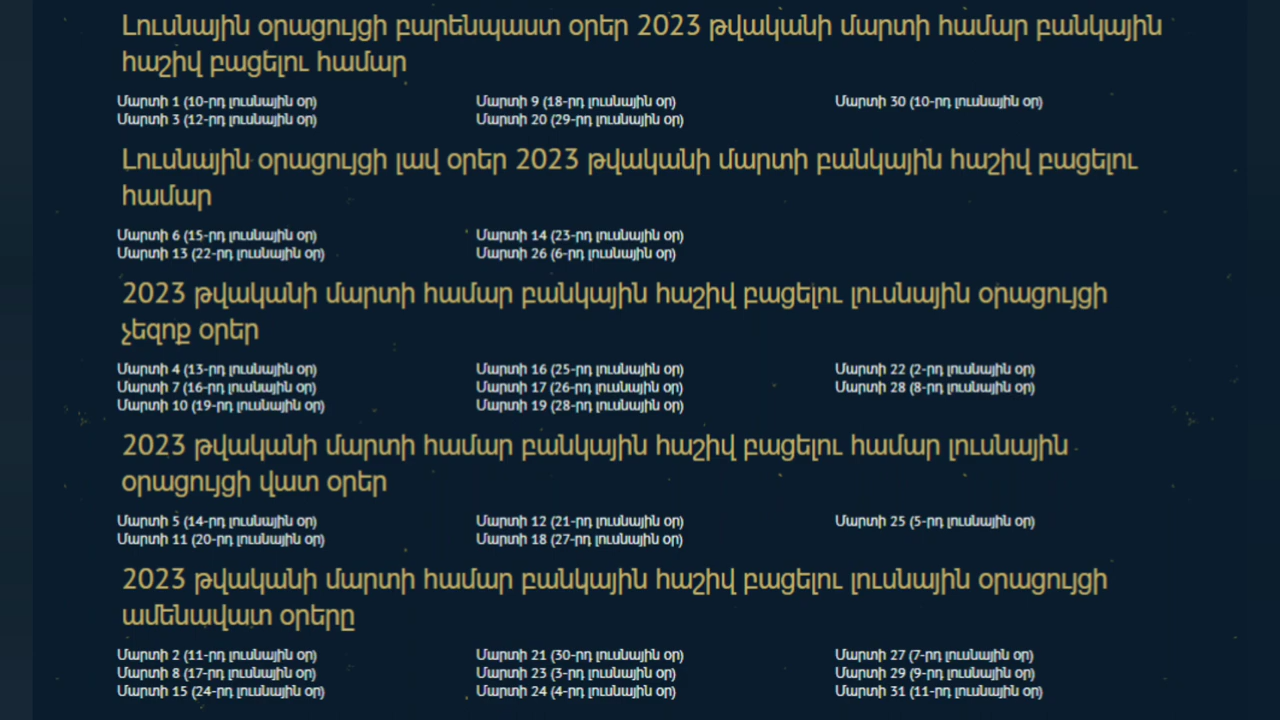 Լուսնային օրացույցի բարենպաստ օրեր 2023 թվականի մարտի համար բանկային
հաշիվ բացելու համար
Մարտի 1 (10-րդ լուսնային օր)
Մարտի 3 (12-րդ լուսնային օր)
Մարտի 9 (18-րդ լուսնային օր)
Մարտի 20 (29-րդ լուսնային օր)
Մարտի 30 (10-րդ լուսնային օր)
Լուսնային օրացույցի լավ օրեր 2023 թվականի մարտի բանկային հաշիվ բացելու
համար
Մարտի 6 (15-րդ լուսնային օր)
Մարտի 13 (22-րդ լուսնային օր)
Մարտի 14 (23-րդ լուսնային օր)
Մարտի 26 (6-րդ լուսնային օր)
2023 թվականի մարտի համար բանկային հաշիվ բացելու լուսնային օրացույցի
չեզոք օրեր
Մարտի 4 (13-րդ լուսնային օր)
Մարտի 7 (16-րդ լուսնային օր)
Մարտի 10 (19-րդ լուսնային օր)
Մարտի 16 (25-րդ լուսնային օր)
Մարտի 17 (26-րդ լուսնային օր)
Մարտի 19 (28-րդ լուսնային օր)
Մարտի 22 (2-րդ լուսնային օր)
Մարտի 28 (8-րդ լուսնային օր)
2023 թվականի մարտի համար բանկային հաշիվ բացելու համար լուսնային
օրացույցի վատ օրեր
Մարտի 5 (14-րդ լուսնային օր)
Մարտի 11 (20-րդ լուսնային օր)
Մարտի 12 (21-րդ լուսնային օր)
Մարտի 18 (27-րդ լուսնային օր)
Մարտի 25 (5-րդ լուսնային օր)
2023 թվականի մարտի համար բանկային հաշիվ բացելու լուսնային օրացույցի
ամենավատ օրերը
Մարտի 2 (11-րդ լուսնային օր)
Մարտի 8 (17-րդ լուսնային օր)
Մարտի 15 (24-րդ լուսնային օր)
Մարտի 21 (30-րդ լուսնային օր)
Մարտի 23 (3-րդ լուսնային օր)
Մարտի 24 (4-րդ լուսնային օր)
Մարտի 27 (7-րդ լուսնային օր)
Մարտի 29 (9-րդ լուսնային օր)
Մարտի 31 (11-րդ լուսնային օր)